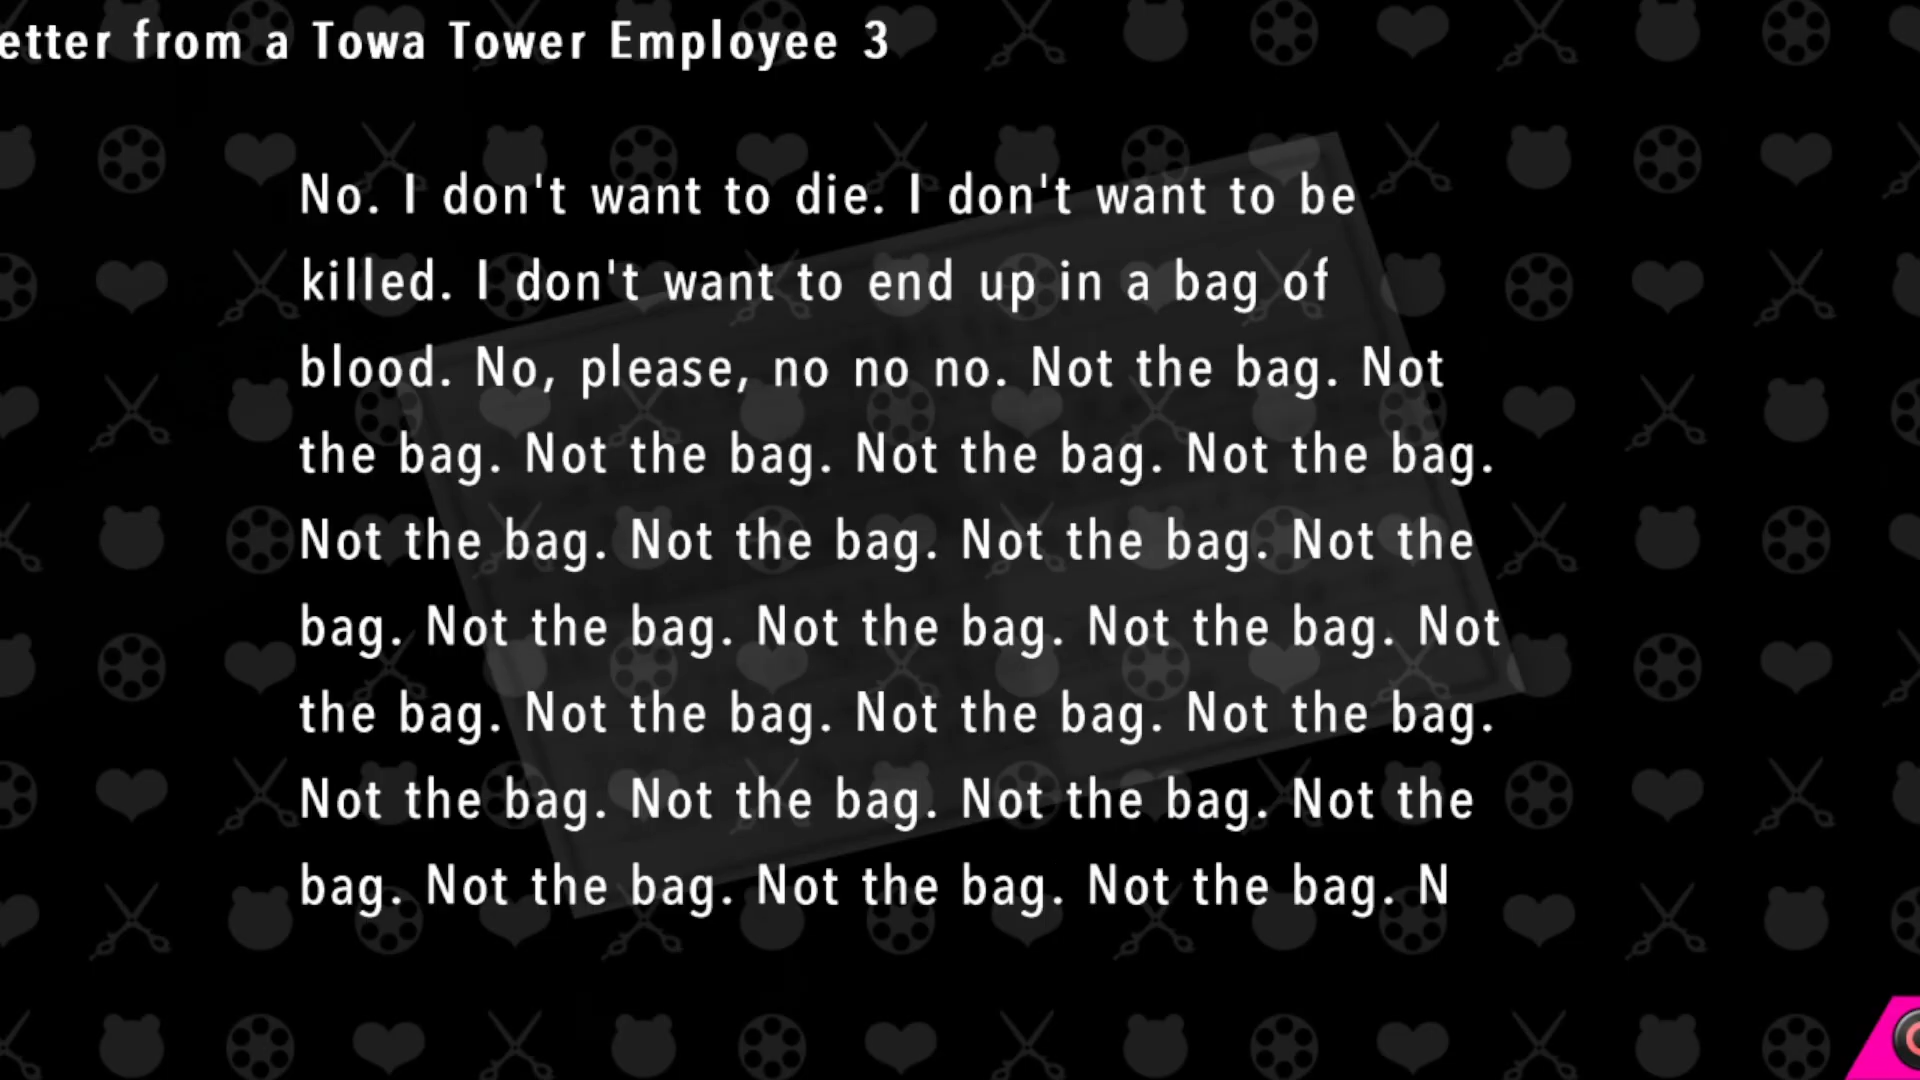 etter from a Towa Tower Employee 3
No. I don't want to die. I don't want to be
killed. I don't want to end up in a bag of
blood. No, please, no no no. Not the bag. Not
the bag. Not the bag. Not the bag. Not the bag.
Not the bag. Not the bag. Not the bag. Not the
bag. Not the bag. Not the bag. Not the bag. Not
the bag. Not the bag. Not the bag. Not the bag.
Not the bag. Not the bag. Not the bag. Not the
bag. Not the bag. Not the bag. Not the bag. N